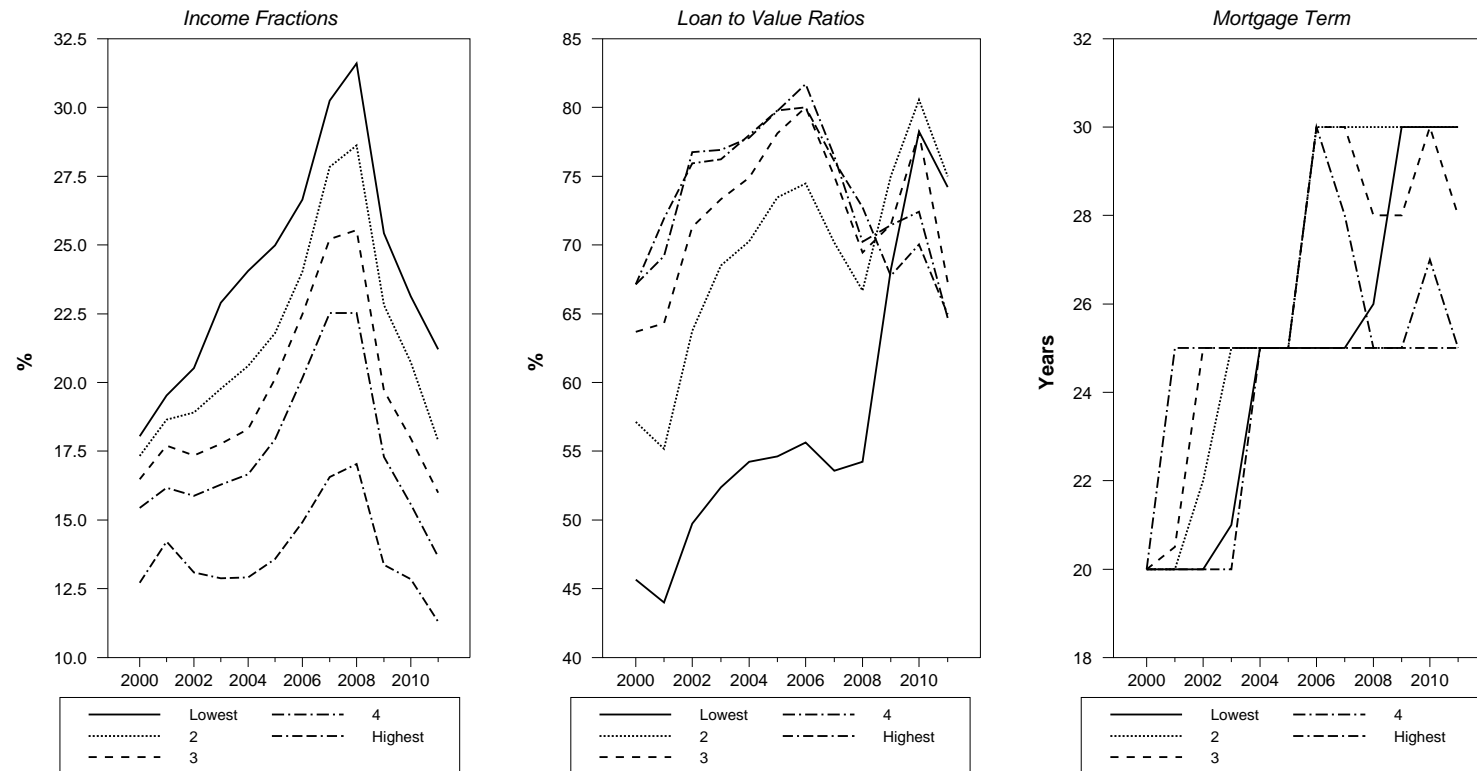 Income Fractions
%
32.5
30.0
27.5
25.0
22.5
20.0
17.5
15.0
12.5
10.0
2000 2002 2004 2006 2008 2010
Lowest 4
2 Highest
3
Loan to Value Ratios
%
85
80
75
70
65
60
55
50
45
40
2000 2002 2004 2006 2008 2010
Lowest 4
2 Highest
3
Mortgage Term
Years
32
30
28
26
24
22
20
18
2000 2002 2004 2006 2008 2010
Lowest 4
2 Highest
3